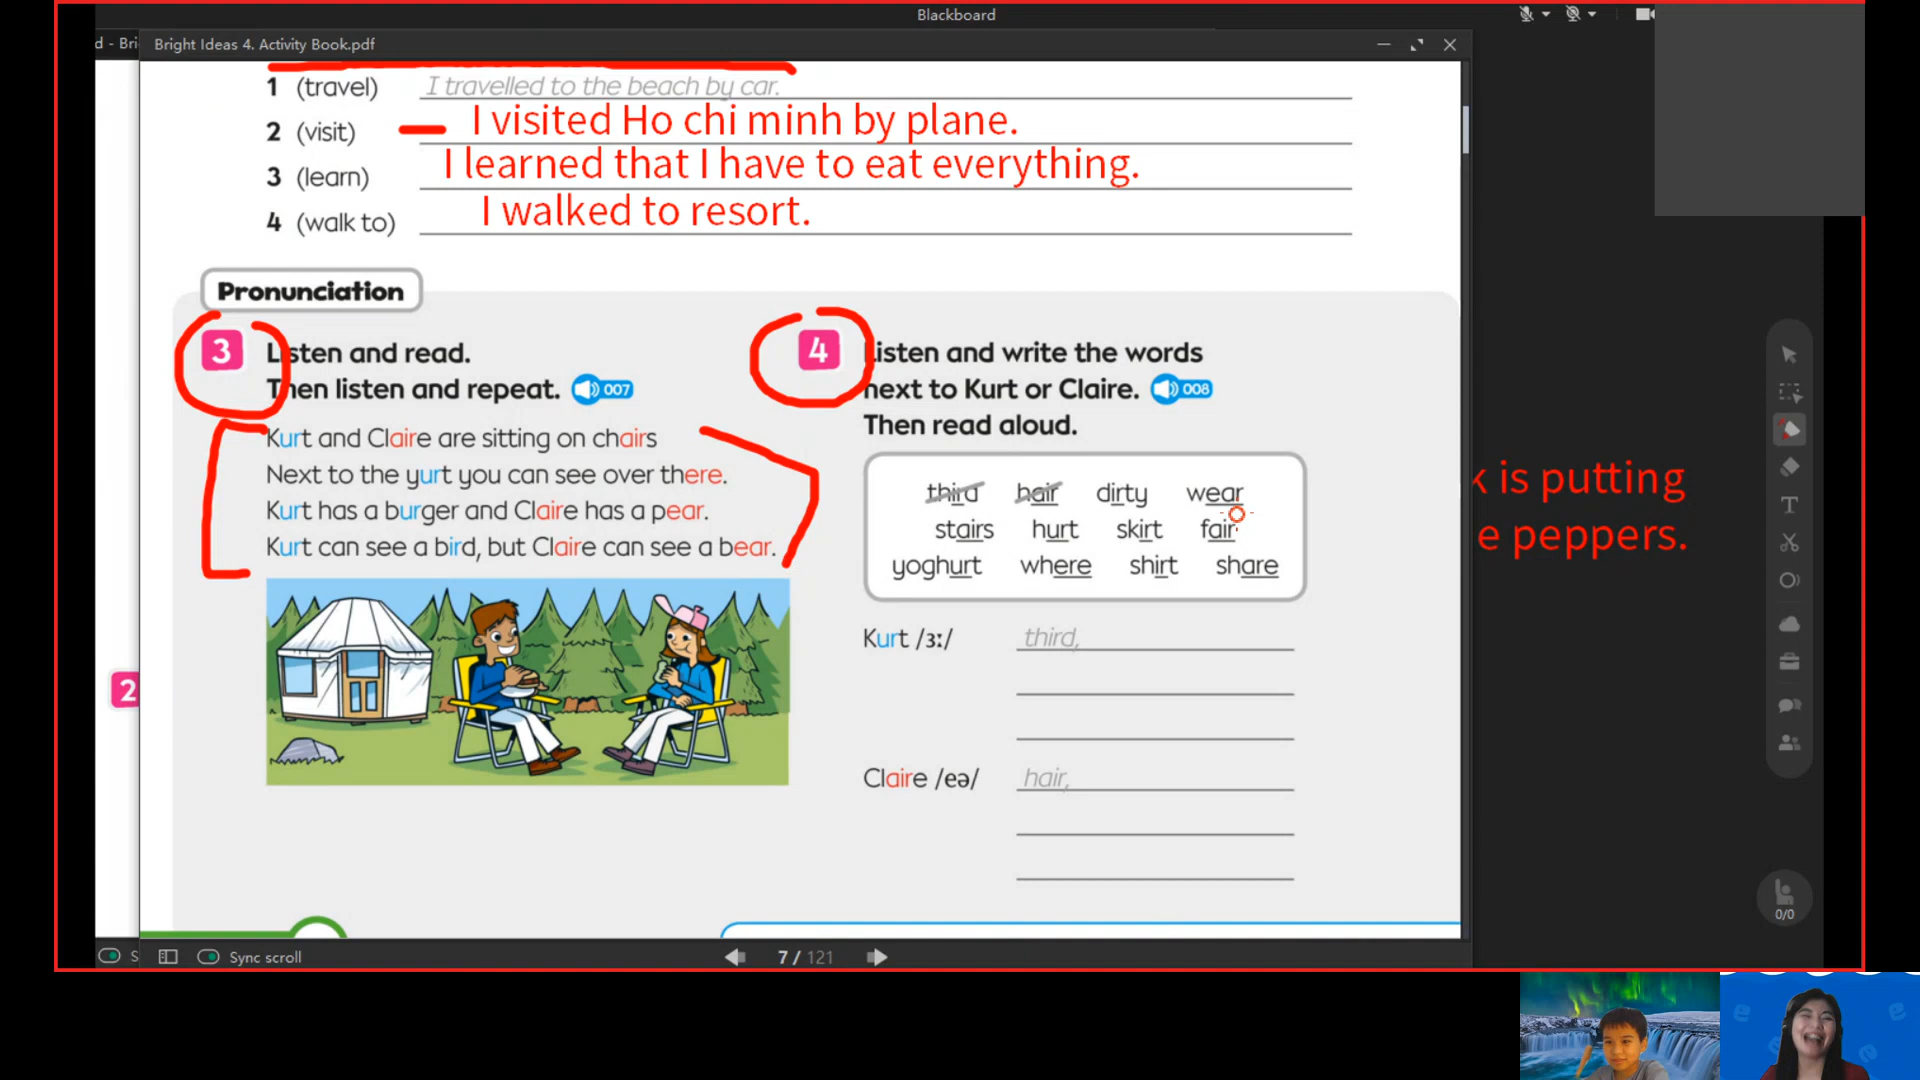 Blackboard
d - Bri
Bright Ideas 4. Activity Book.pdf
1 (travel) I travelled to the beach by car.
2 (visit) I visited Ho chi minh by plane.
3 (learn) I learned that I have to eat everything.
4 (walk to) I walked to resort.
Pronunciation
3 Listen and read.
Then listen and repeat. 007
Kurt and Claire are sitting on chairs
Next to the yurt you can see over there.
Kurt has a burger and Claire has a pear.
Kurt can see a bird, but Claire can see a bear.
4 Listen and write the words
next to Kurt or Claire. 008
Then read aloud.
third hair dirty wear
stairs hurt skirt fair
yoghurt where shirt share
Kurt /ɜː/ third,
Claire /eə/ hair,
k is putting
e peppers.
2
T
0/0
S
Sync scroll
7 / 121